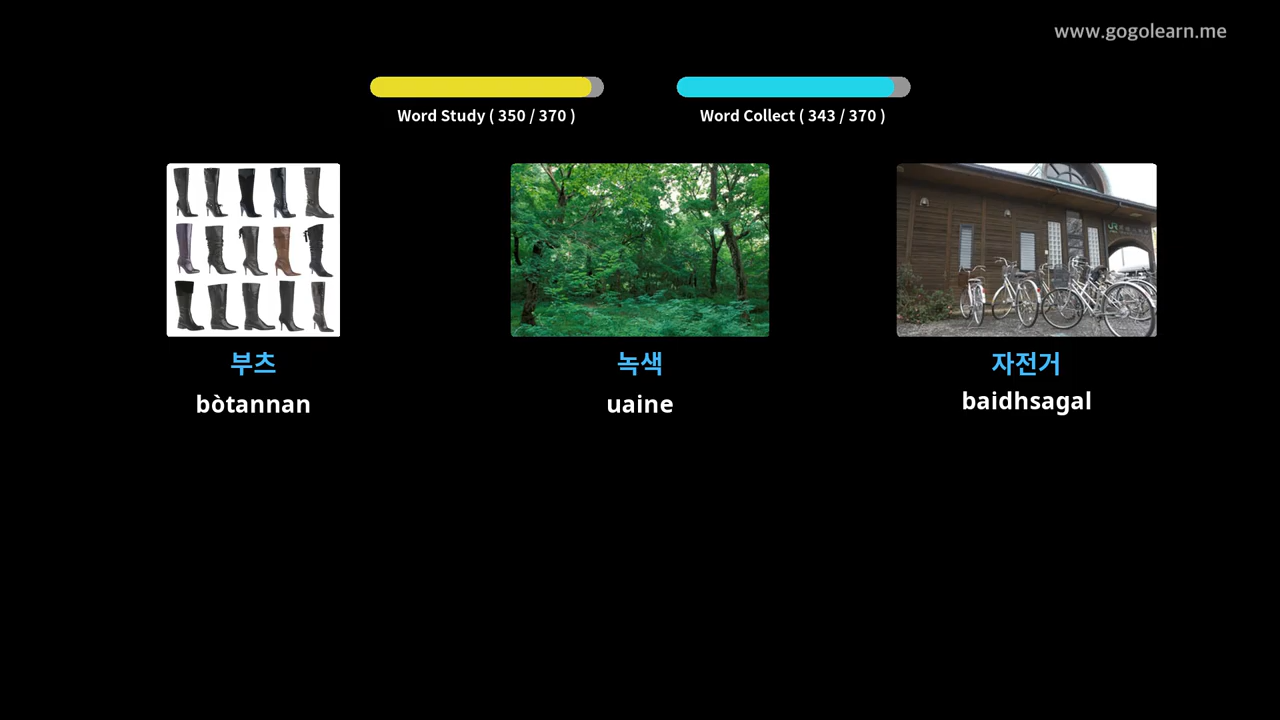 www.gogolearn.me
Word Study ( 350 / 370 )
Word Collect ( 343 / 370 )
부츠
녹색
자전거
bòtannan
uaine
baidhsagal